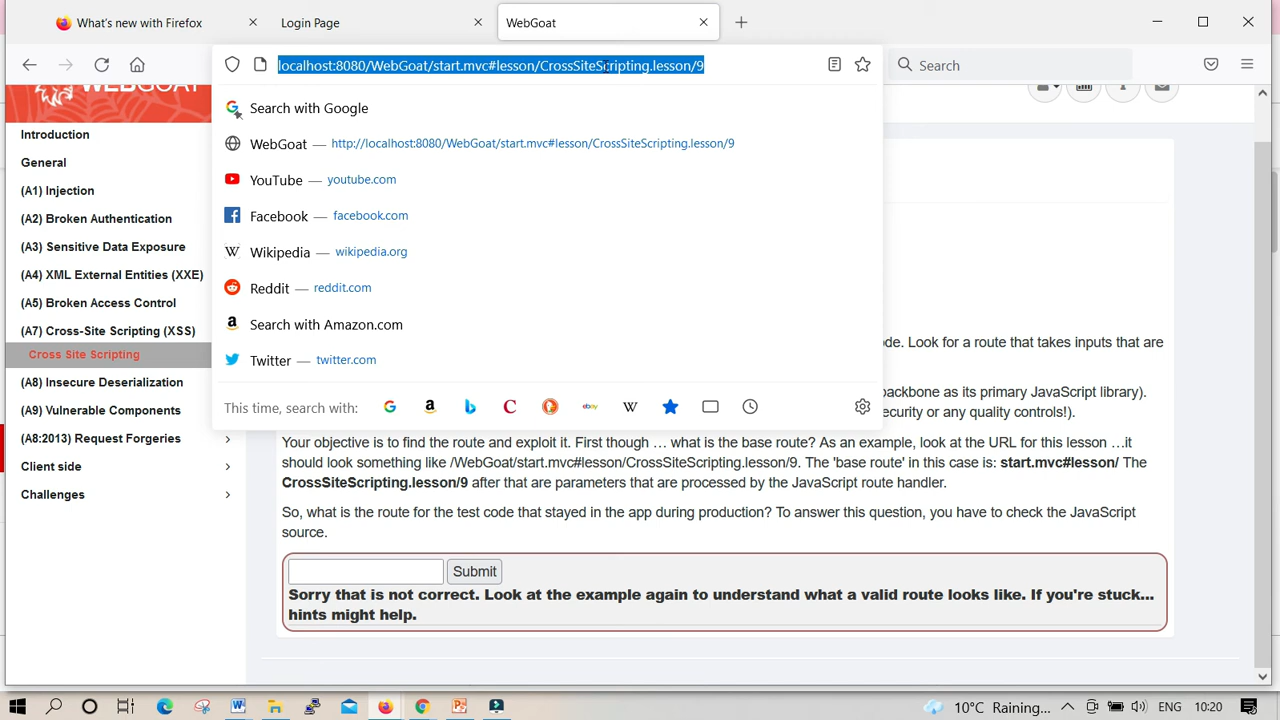 What's new with Firefox
Login Page
WebGoat
localhost:8080/WebGoat/start.mvc#lesson/CrossSiteScripting.lesson/9
Search
Search with Google
WebGoat — http://localhost:8080/WebGoat/start.mvc#lesson/CrossSiteScripting.lesson/9
YouTube — youtube.com
Facebook — facebook.com
Wikipedia — wikipedia.org
Reddit — reddit.com
Search with Amazon.com
Twitter — twitter.com
This time, search with:
WEBGOAT
Introduction
General
(A1) Injection
(A2) Broken Authentication
(A3) Sensitive Data Exposure
(A4) XML External Entities (XXE)
(A5) Broken Access Control
(A7) Cross-Site Scripting (XSS)
Cross Site Scripting
(A8) Insecure Deserialization
(A9) Vulnerable Components
(A8:2013) Request Forgeries
Client side
Challenges
de. Look for a route that takes inputs that are
backbone as its primary JavaScript library).
ecurity or any quality controls!).
Your objective is to find the route and exploit it. First though … what is the base route? As an example, look at the URL for this lesson …it
should look something like /WebGoat/start.mvc#lesson/CrossSiteScripting.lesson/9. The 'base route' in this case is: start.mvc#lesson/ The
CrossSiteScripting.lesson/9 after that are parameters that are processed by the JavaScript route handler.
So, what is the route for the test code that stayed in the app during production? To answer this question, you have to check the JavaScript
source.
Submit
Sorry that is not correct. Look at the example again to understand what a valid route looks like. If you're stuck...
hints might help.
10°C Raining...
ENG
10:20